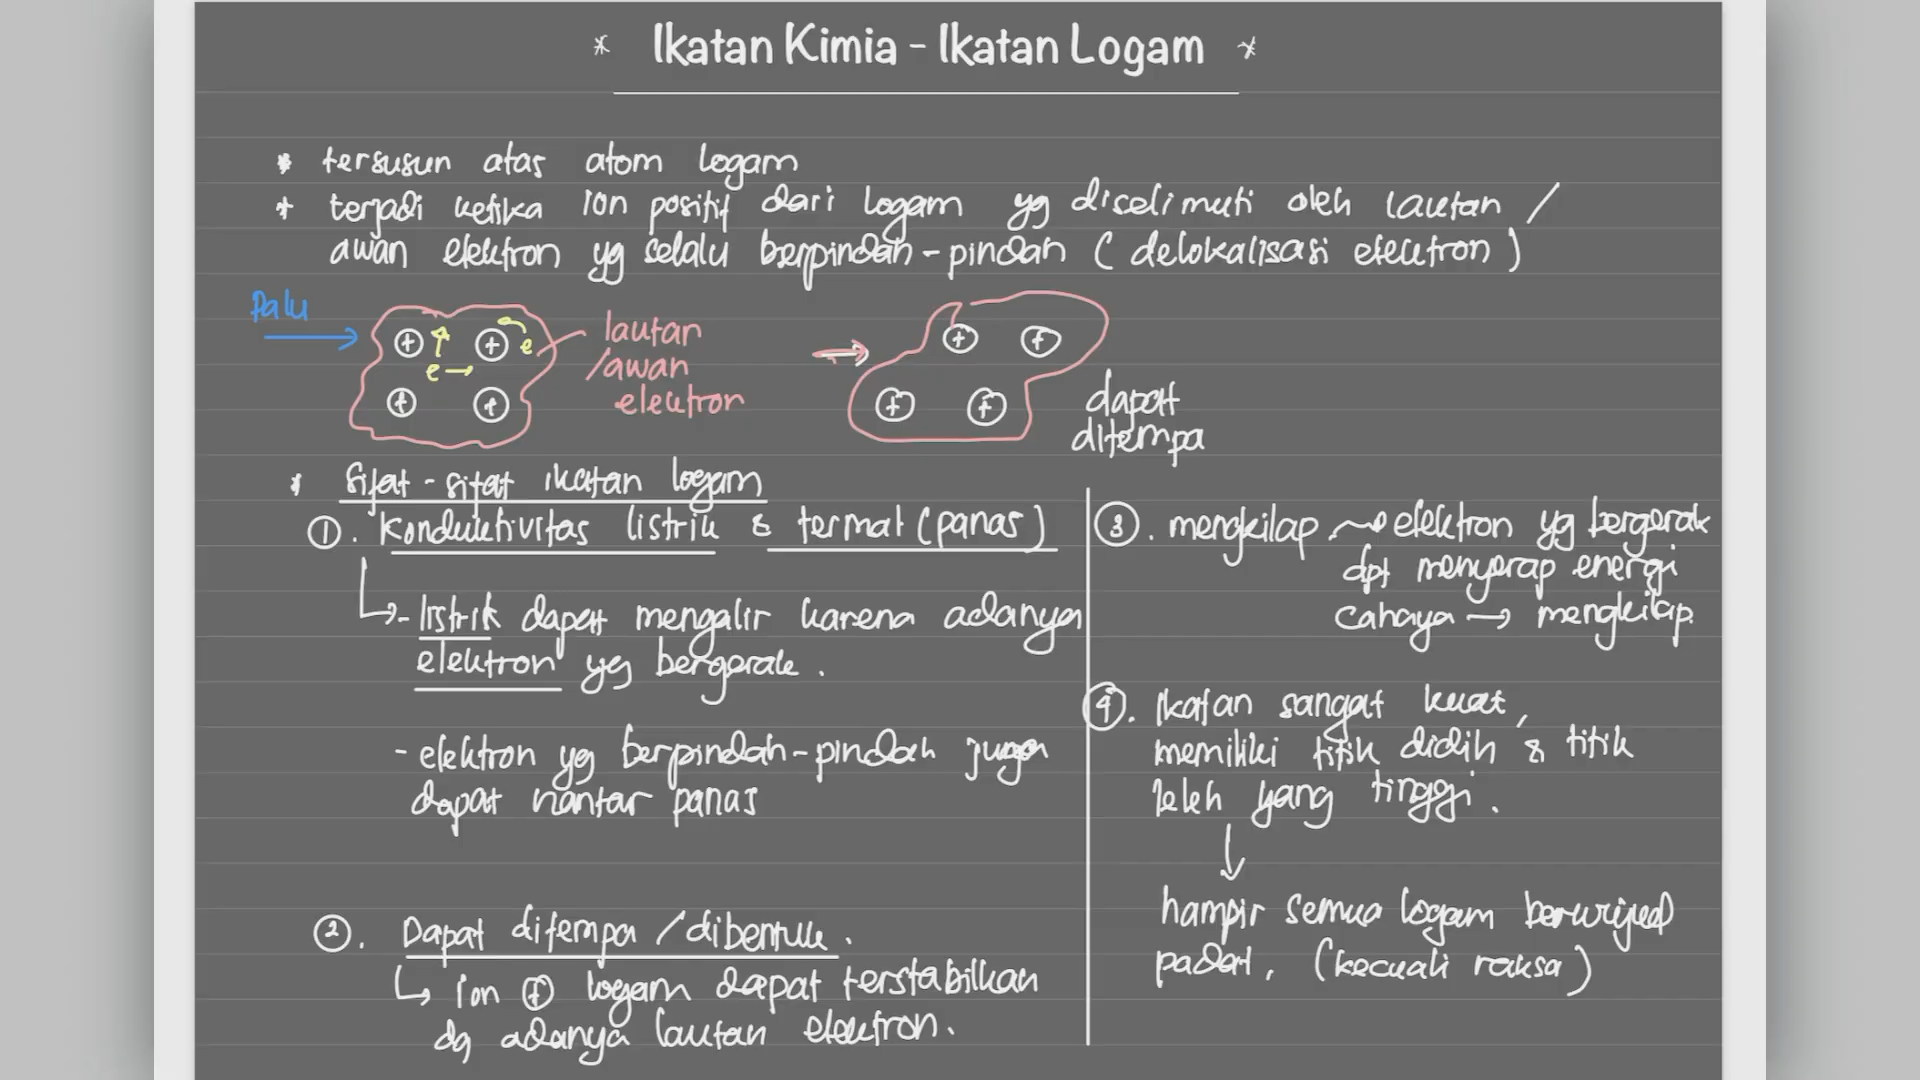 * Ikatan Kimia - Ikatan Logam *
* tersusun atas atom logam
* terjadi ketika ion positif dari logam yg diselimuti oleh lautan /
awan elektron yg selalu berpindah-pindah (delokalisasi elektron)
Palu
+ + e
e
+ +
lautan
/awan
elektron
+ +
+ +
dapat
ditempa
* Sifat-sifat ikatan logam
1. Konduktivitas listrik & termal (panas)
- listrik dapat mengalir karena adanya
elektron yg bergerak.
- elektron yg berpindah-pindah juga
dapat hantar panas
2. Dapat ditempa /dibentuk.
ion + logam dapat terstabilkan
dg adanya lautan elektron.
3. mengkilap → elektron yg bergerak
dpt menyerap energi
cahaya → mengkilap.
4. Ikatan sangat kuat,
memiliki titik didih & titik
leleh yang tinggi.
hampir semua logam berwujud
padat, (kecuali raksa)